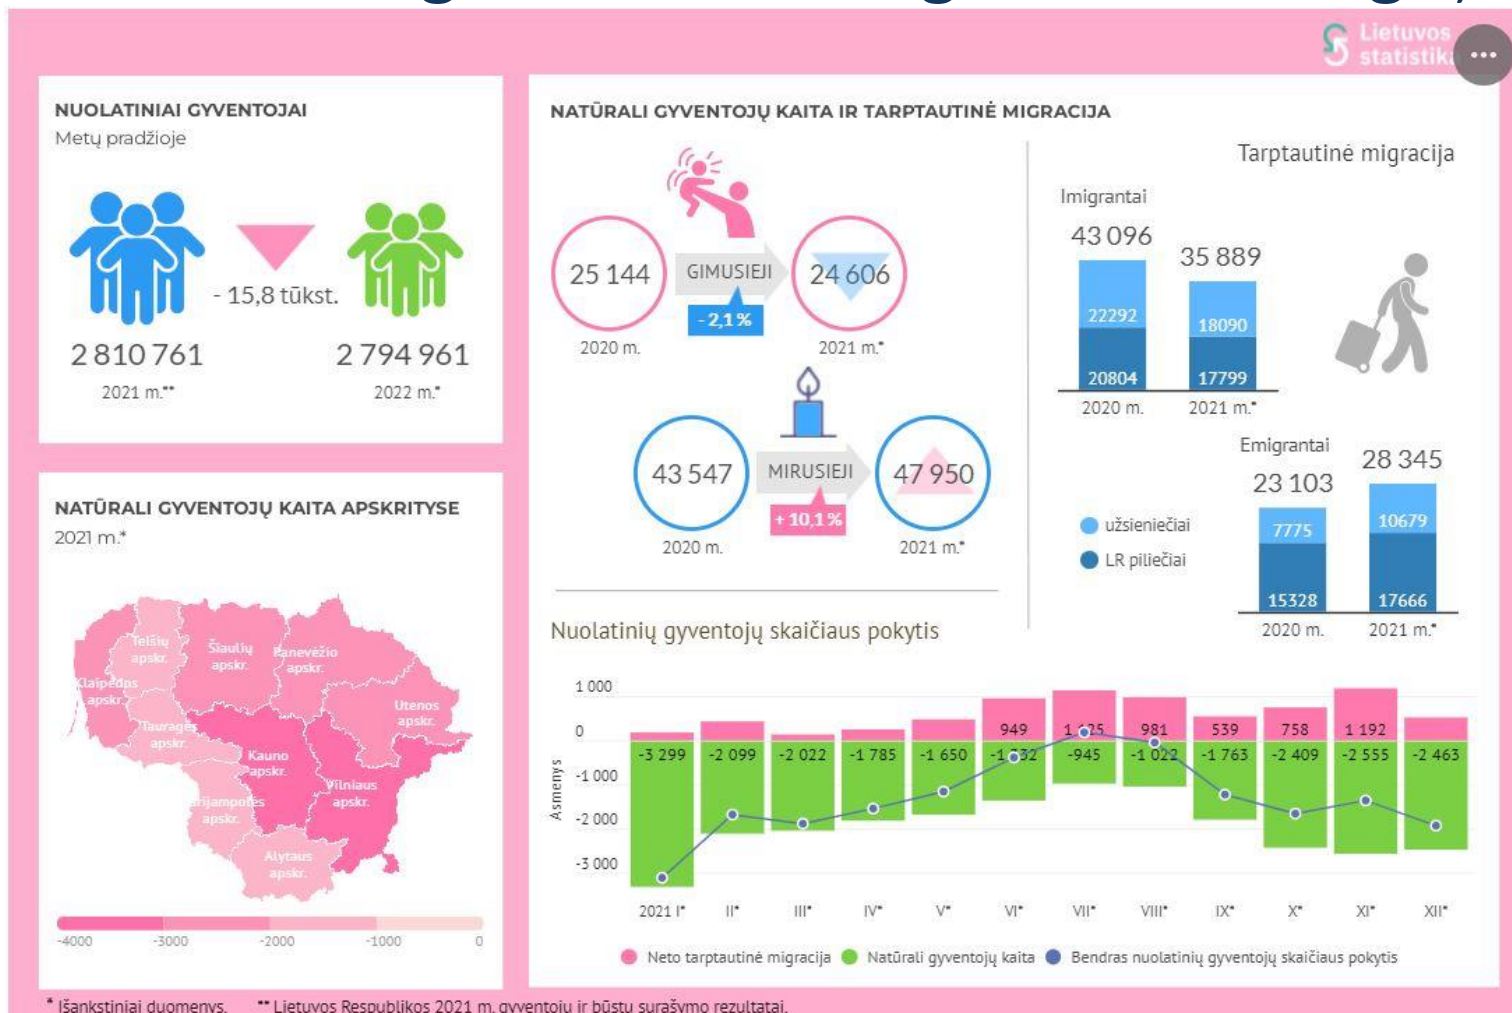 Lietuvos
NUOLATINIAI GYVENTOJAI
Metų pradžioje
- 15,8 tūkst.
2 810 761
2 794 961
2021 m.**
2022 m.*
NATŪRALI GYVENTOJŲ KAITA APSKRITYSE
2021 m.*
Telšių
apskr.
Šiaulių
apskr.
Panevėžio
apskr.
apskr.
Utenos
apskr.
Tauragės
apskr.
Kauno
apskr.
Vilniaus
apskr.
apskr.
Alytaus
apskr.
-4000
-3000
-2000
-1000
0
NATŪRALI GYVENTOJŲ KAITA IR TARPTAUTINĖ MIGRACIJA
25 144
GIMUSIEJI
24 606
- 2,1 %
2020 m.
2021 m.*
43 547
MIRUSIEJI
47 950
+ 10,1 %
2020 m.
2021 m.*
Tarptautinė migracija
Imigrantai
43 096
35 889
22292
18090
20804
17799
2020 m.
2021 m.*
Emigrantai
23 103
28 345
užsieniečiai
LR piliečiai
7775
10679
15328
17666
2020 m.
2021 m.*
Nuolatinių gyventojų skaičiaus pokytis
Asmenys
1 000
0
-1 000
-2 000
-3 000
949
1 125
981
539
758
1 192
-3 299
-2 099
-2 022
-1 785
-1 650
-945
-1 022
-1 763
-2 409
-2 555
-2 463
2021 I*
II*
III*
IV*
V*
VI*
VII*
VIII*
IX*
X*
XI*
XII*
Neto tarptautinė migracija
Natūrali gyventojų kaita
Bendras nuolatinių gyventojų skaičiaus pokytis
* Išankstiniai duomenys. ** Lietuvos Respublikos 2021 m. gyventojų ir būstų surašymo rezultatai.